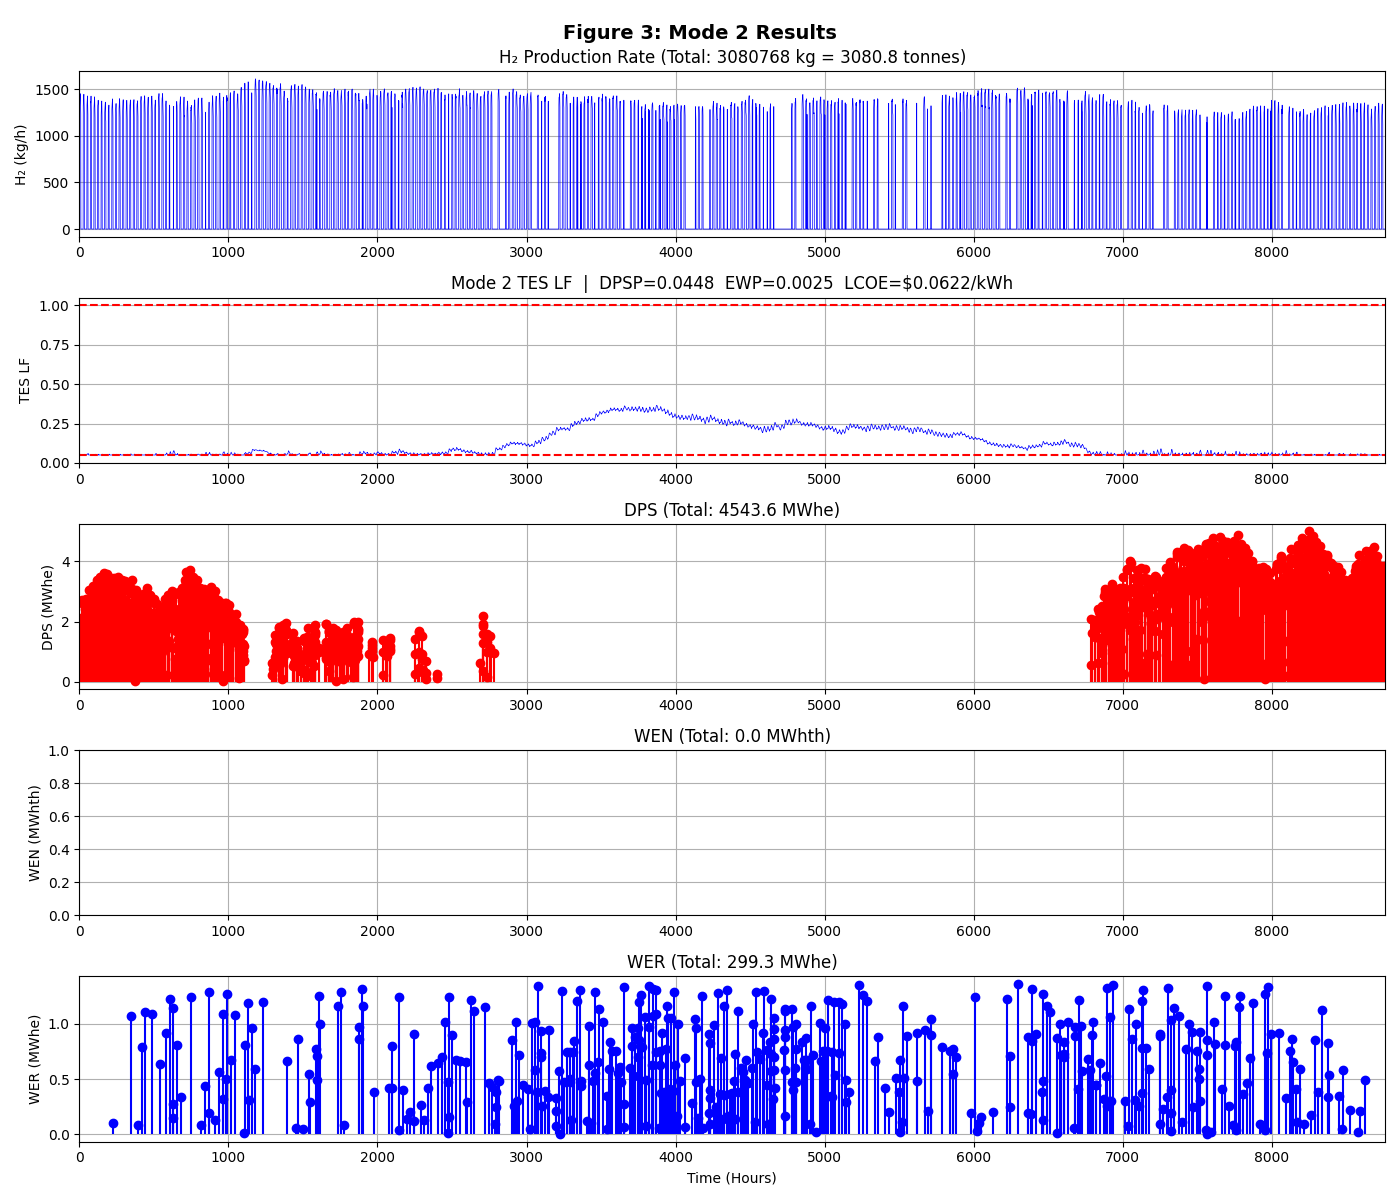 Figure 3: Mode 2 Results
H₂ Production Rate (Total: 3080768 kg = 3080.8 tonnes)
H₂ (kg/h)
1500
1000
500
0
0 1000 2000 3000 4000 5000 6000 7000 8000
Mode 2 TES LF | DPSP=0.0448 EWP=0.0025 LCOE=$0.0622/kWh
TES LF
1.00
0.75
0.50
0.25
0.00
0 1000 2000 3000 4000 5000 6000 7000 8000
DPS (Total: 4543.6 MWhe)
DPS (MWhe)
4
2
0
0 1000 2000 3000 4000 5000 6000 7000 8000
WEN (Total: 0.0 MWhth)
WEN (MWhth)
1.0
0.8
0.6
0.4
0.2
0.0
0 1000 2000 3000 4000 5000 6000 7000 8000
WER (Total: 299.3 MWhe)
WER (MWhe)
1.0
0.5
0.0
0 1000 2000 3000 4000 5000 6000 7000 8000
Time (Hours)